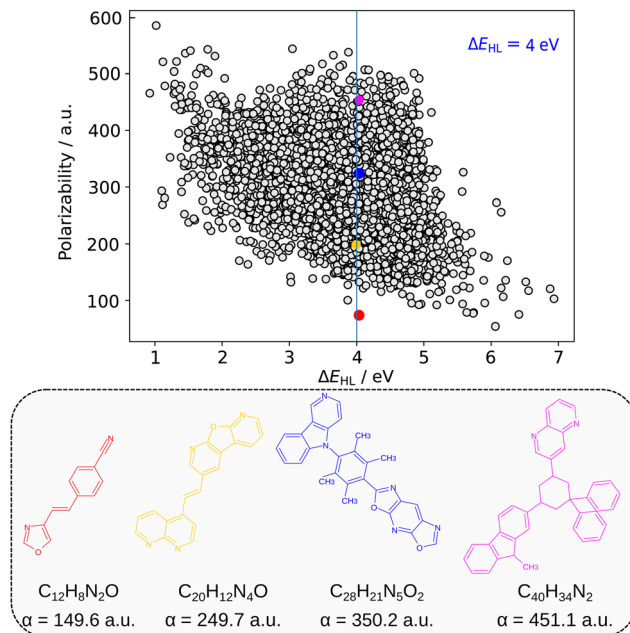 600
500
400
300
200
100
Polarizability / a.u.
ΔE_HL = 4 eV
1 2 3 4 5 6 7
ΔE_HL / eV
N
O
N
N
O
N
N
N
N
N
N
CH3
CH3
CH3
CH3
N
O
N
N
O
N
N
CH3
C₁₂H₈N₂O
α = 149.6 a.u.
C₂₀H₁₂N₄O
α = 249.7 a.u.
C₂₈H₂₁N₅O₂
α = 350.2 a.u.
C₄₀H₃₄N₂
α = 451.1 a.u.